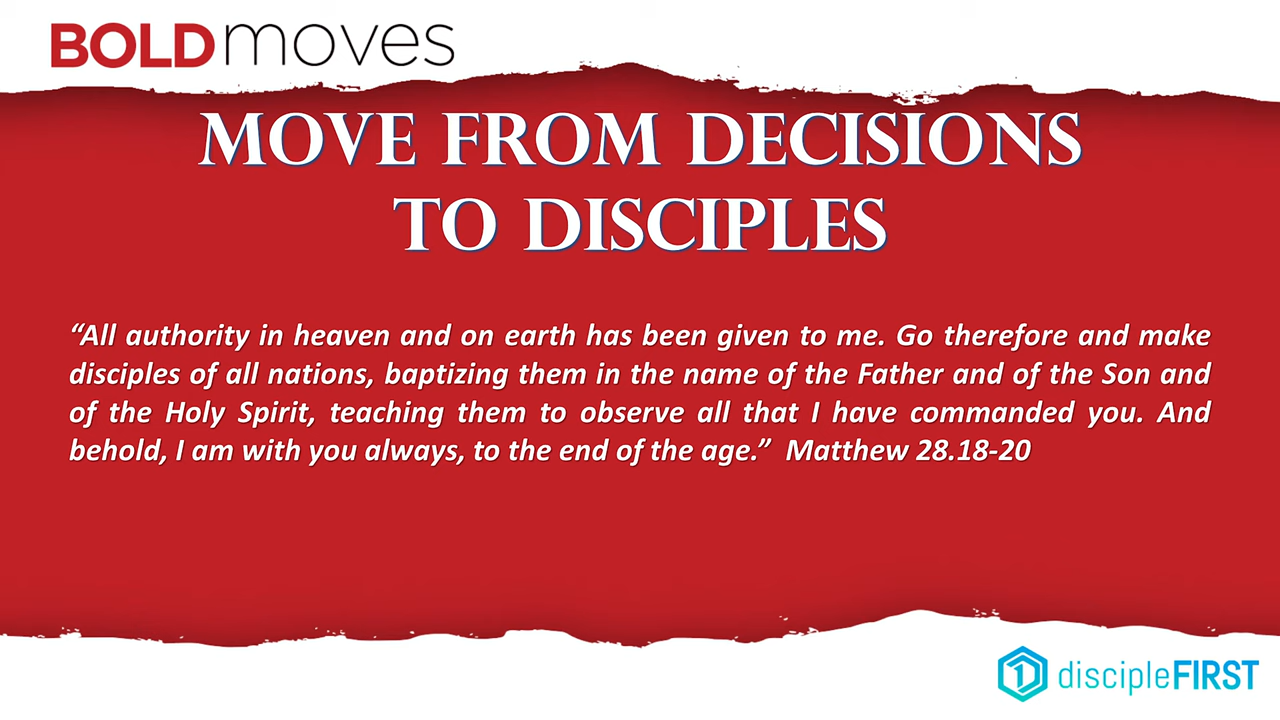 BOLDmoves
MOVE FROM DECISIONS
TO DISCIPLES
“All authority in heaven and on earth has been given to me. Go therefore and make
disciples of all nations, baptizing them in the name of the Father and of the Son and
of the Holy Spirit, teaching them to observe all that I have commanded you. And
behold, I am with you always, to the end of the age.” Matthew 28.18-20
1 discipleFIRST